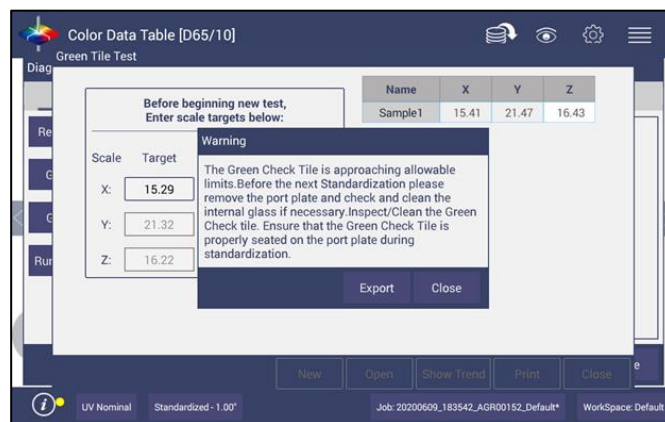 Color Data Table [D65/10]
Green Tile Test
Diag
Before beginning new test,
Enter scale targets below:
Name X Y Z
Sample1 15.41 21.47 16.43
Re
G
G
Run
Scale Target
X: 15.29
Y: 21.32
Z: 16.22
Warning
The Green Check Tile is approaching allowable
limits.Before the next Standardization please
remove the port plate and check and clean the
internal glass if necessary.Inspect/Clean the Green
Check tile. Ensure that the Green Check Tile is
properly seated on the port plate during
standardization.
Export Close
New Open Show Trend Print Close
e
i
UV Nominal Standardized - 1.00" Job: 20200609_183542_AGR00152_Default* WorkSpace: Default